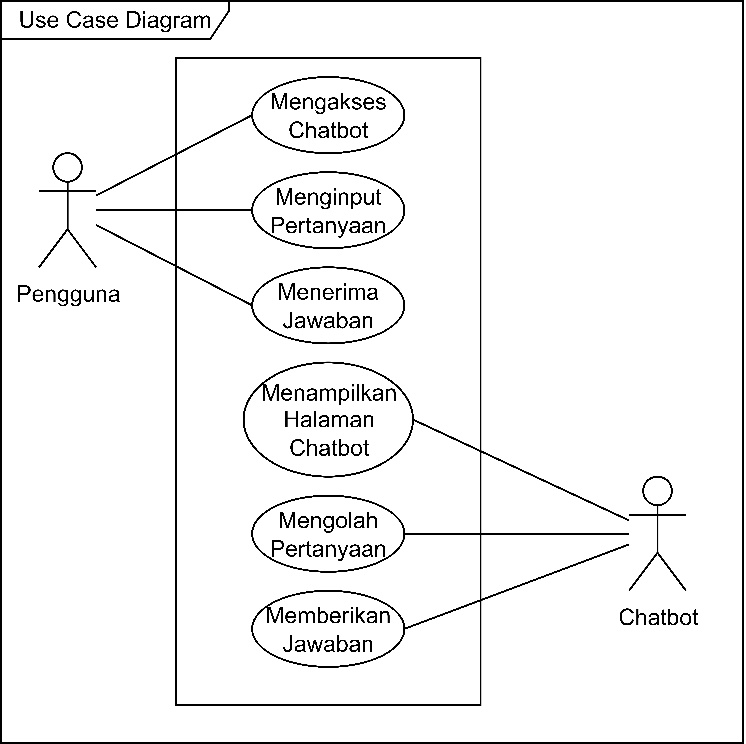 Use Case Diagram
Mengakses
Chatbot
Menginput
Pertanyaan
Pengguna
Menerima
Jawaban
Menampilkan
Halaman
Chatbot
Mengolah
Pertanyaan
Chatbot
Memberikan
Jawaban